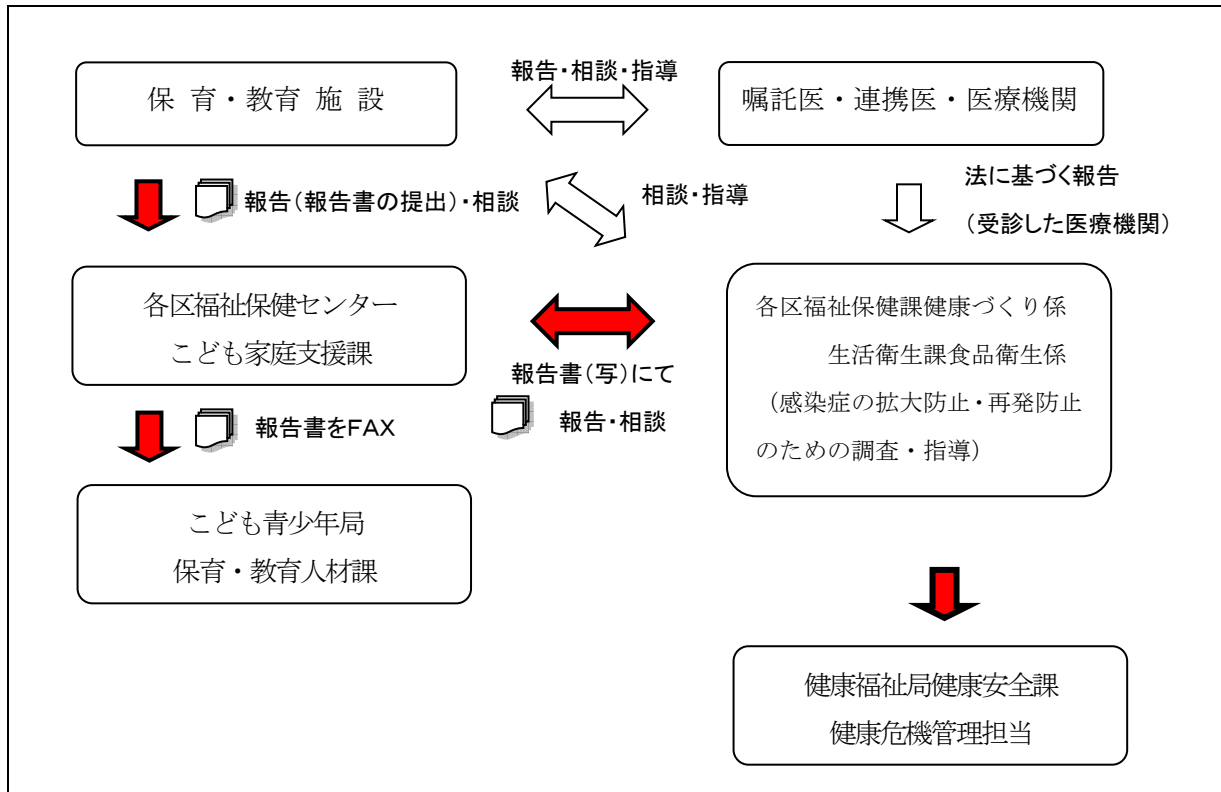 保 育・教育 施 設
報告・相談・指導
嘱託医・連携医・医療機関
報告(報告書の提出)・相談
相談・指導
法に基づく報告
(受診した医療機関)
各区福祉保健センター
こども家庭支援課
報告書(写)にて
報告・相談
各区福祉保健課健康づくり係
生活衛生課食品衛生係
(感染症の拡大防止・再発防止
のための調査・指導)
報告書をFAX
こども青少年局
保育・教育人材課
健康福祉局健康安全課
健康危機管理担当